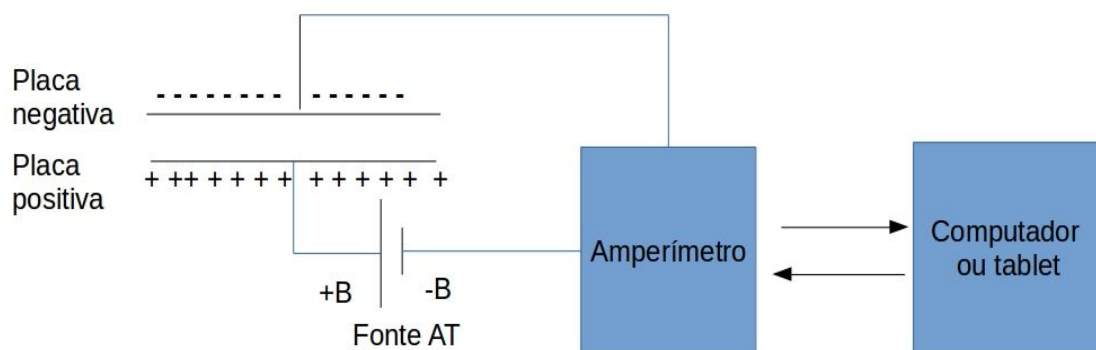 Placa
negativa
- - - - - - - - - - - - - -
Placa
positiva
+ ++ + + + + + + + + + + +
+B
-B
Fonte AT
Amperímetro
Computador
ou tablet